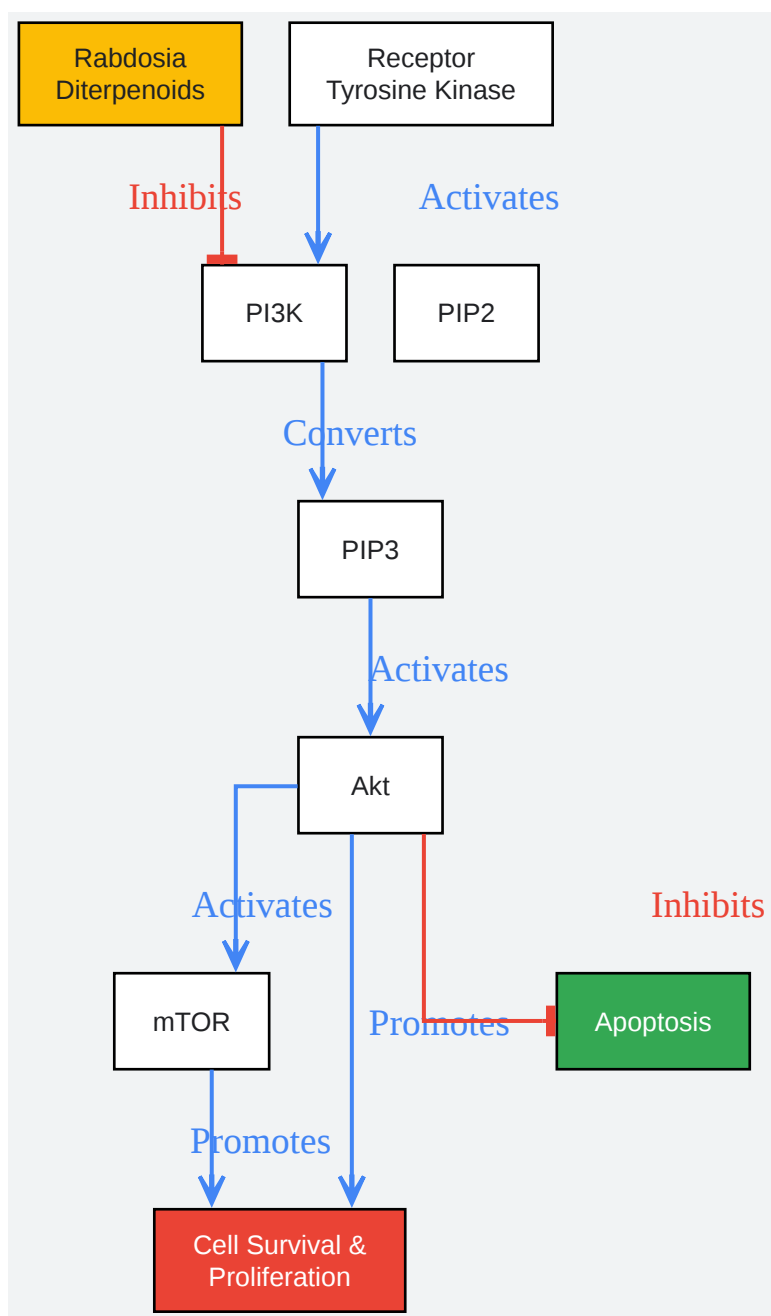 Rabdosia
Diterpenoids
Receptor
Tyrosine Kinase
Inhibits
Activates
PI3K
PIP2
Converts
PIP3
Activates
Akt
Activates
Inhibits
mTOR
Promotes
Apoptosis
Promotes
Cell Survival &
Proliferation